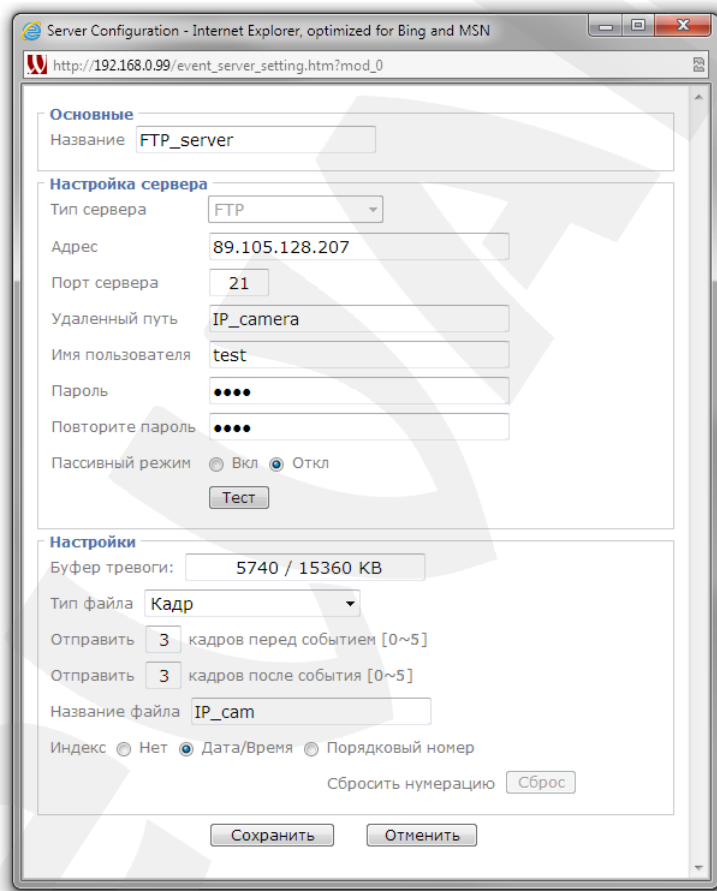 Server Configuration - Internet Explorer, optimized for Bing and MSN
http://192.168.0.99/event_server_setting.htm?mod_0
Основные
Название FTP_server
Настройка сервера
Тип сервера FTP
Адрес 89.105.128.207
Порт сервера 21
Удаленный путь IP_camera
Имя пользователя test
Пароль ••••
Повторите пароль ••••
Пассивный режим Вкл Откл
Тест
Настройки
Буфер тревоги: 5740 / 15360 KB
Тип файла Кадр
Отправить 3 кадров перед событием [0~5]
Отправить 3 кадров после события [0~5]
Название файла IP_cam
Индекс Нет Дата/Время Порядковый номер
Сбросить нумерацию Сброс
Сохранить Отменить